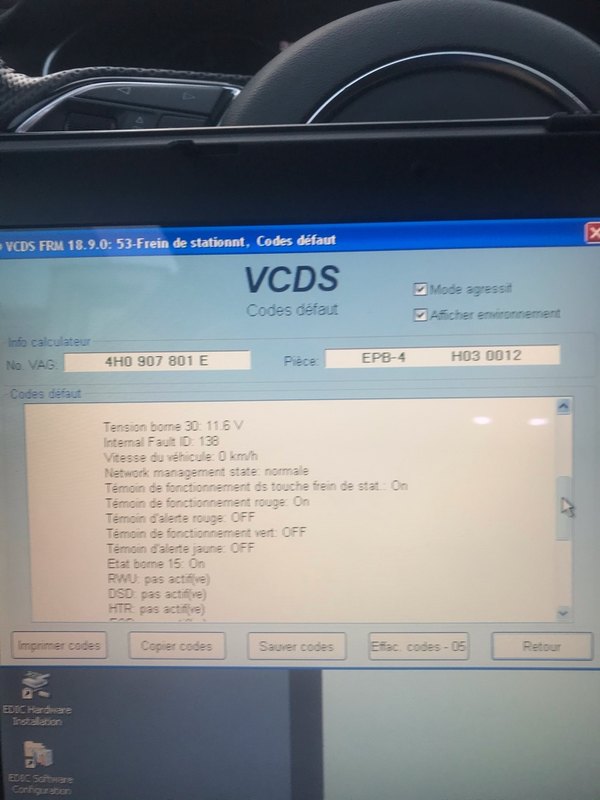 VCDS FRM 18.9.0: 53-Frein de stationnt, Codes défaut
VCDS
Codes défaut
Mode agressif
Afficher environnement
Info calculateur
No. VAG: 4H0 907 801 E Pièce: EPB-4 H03 0012
Codes défaut
Tension borne 30: 11.6 V
Internal Fault ID: 138
Vitesse du véhicule: 0 km/h
Network management state: normale
Témoin de fonctionnement ds touche frein de stat.: On
Témoin de fonctionnement rouge: On
Témoin d'alerte rouge: OFF
Témoin de fonctionnement vert: OFF
Témoin d'alerte jaune: OFF
Etat borne 15: On
RWU: pas actif(ve)
DSD: pas actif(ve)
HTR: pas actif(ve)
Imprimer codes Copier codes Sauver codes Effac. codes - 05 Retour
EDIC Hardware
Installation
EDIC Software
Configuration